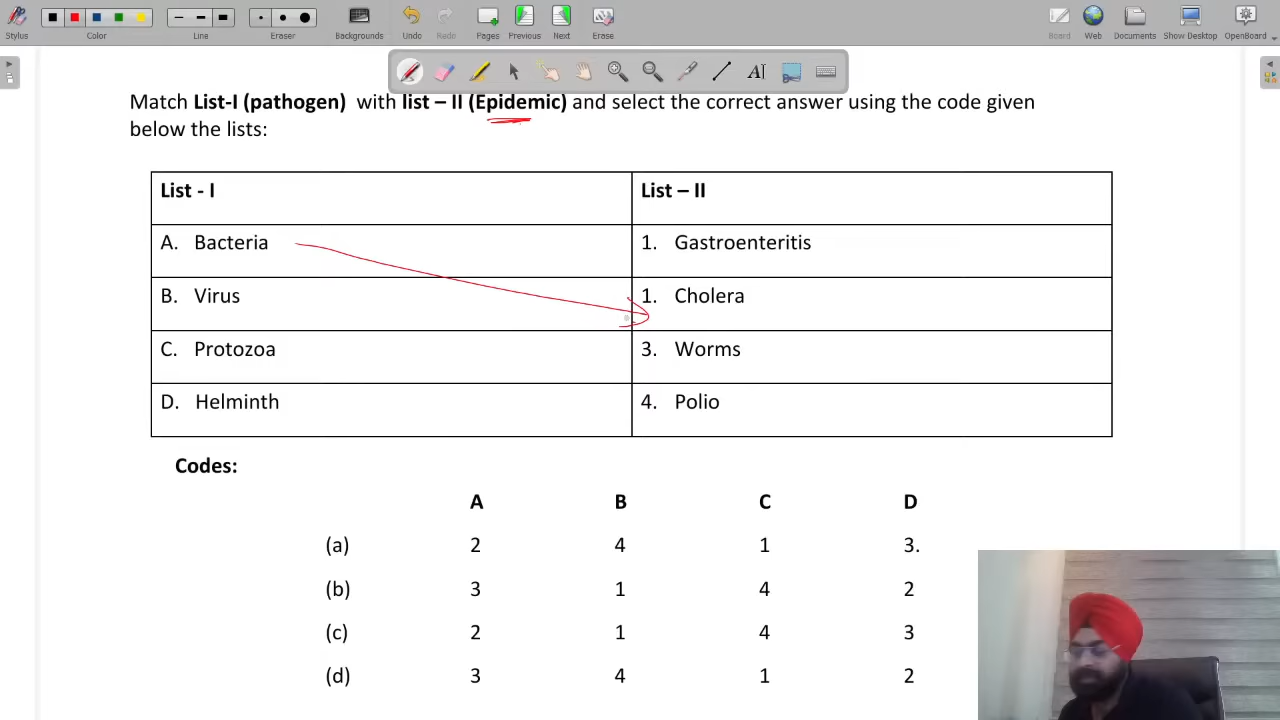 Stylus Color Line Eraser Backgrounds Undo Redo Pages Previous Next Erase Board Web Documents Show Desktop OpenBoard
Match List-I (pathogen) with list – II (Epidemic) and select the correct answer using the code given
below the lists:
List - I List – II
A. Bacteria 1. Gastroenteritis
B. Virus 1. Cholera
C. Protozoa 3. Worms
D. Helminth 4. Polio
Codes:
A B C D
(a) 2 4 1 3.
(b) 3 1 4 2
(c) 2 1 4 3
(d) 3 4 1 2